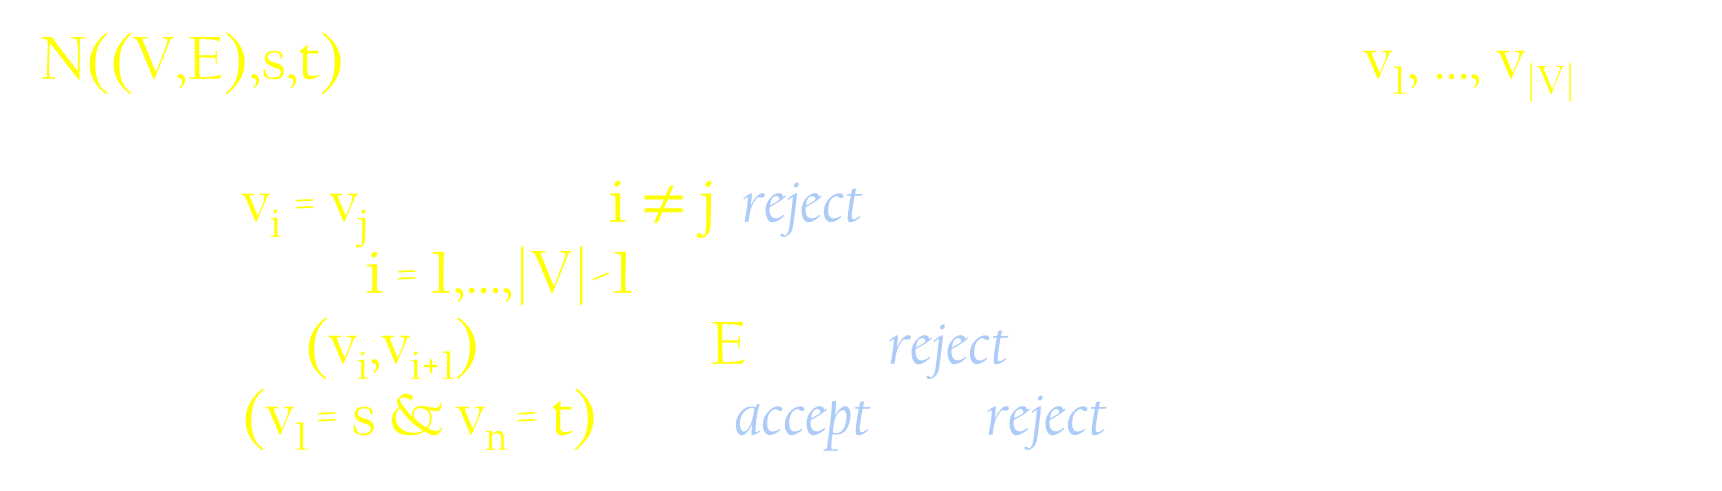 N((V,E),s,t) v₁, ..., v|V|
vᵢ = vⱼ i ≠ j reject
i = 1,...,|V|-1
(vᵢ,vᵢ₊₁) E reject
(v₁ = s & vₙ = t) accept reject